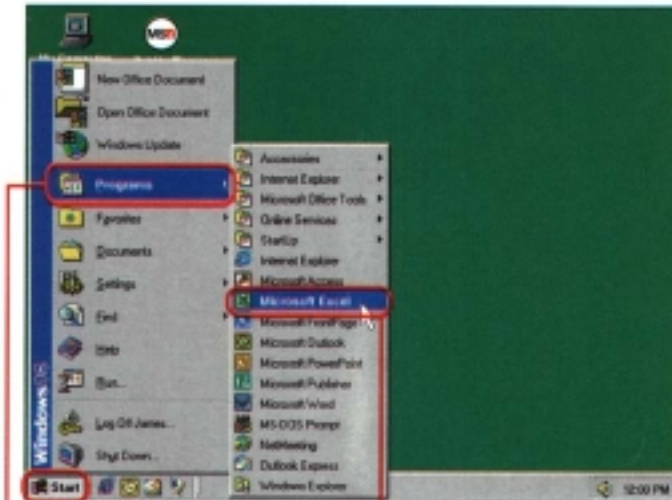 MSN
New Office Document
Open Office Document
Windows Update
Programs
Favorites
Documents
Settings
Find
Help
Run...
Log Off James...
Shut Down...
Windows98
Accessories
Internet Explorer
Microsoft Office Tools
Online Services
StartUp
Internet Explorer
Microsoft Access
Microsoft Excel
Microsoft FrontPage
Microsoft Outlook
Microsoft PowerPoint
Microsoft Publisher
Microsoft Word
MS-DOS Prompt
NetMeeting
Outlook Express
Windows Explorer
Start
12:00 PM